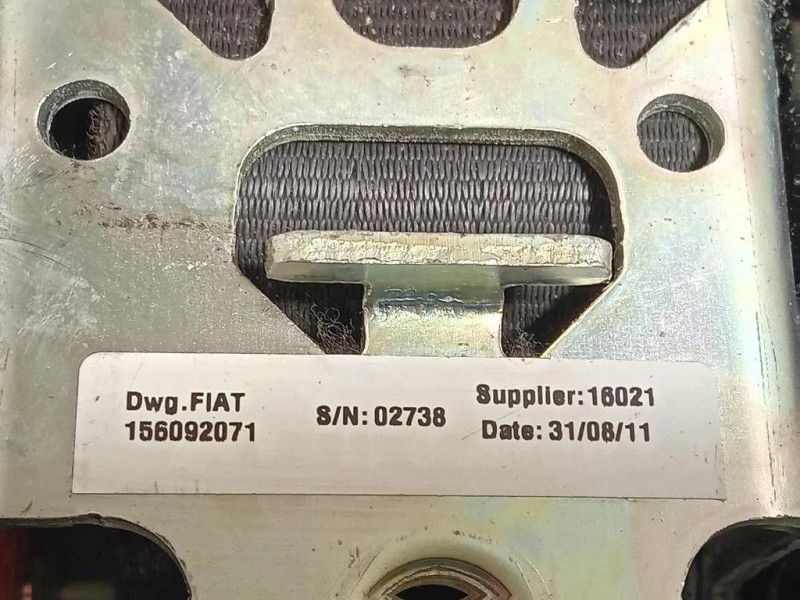 Dwg.FIAT
156092071
S/N: 02738
Supplier: 16021
Date: 31/08/11